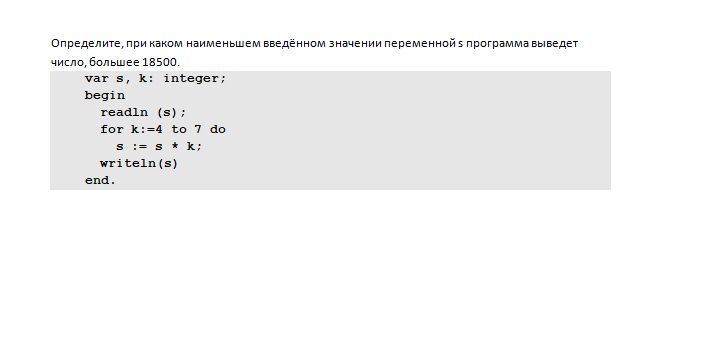 Определите, при каком наименьшем введённом значении переменной s программа выведет
число, большее 18500.
var s, k: integer;
begin
readln (s);
for k:=4 to 7 do
s := s * k;
writeln(s)
end.